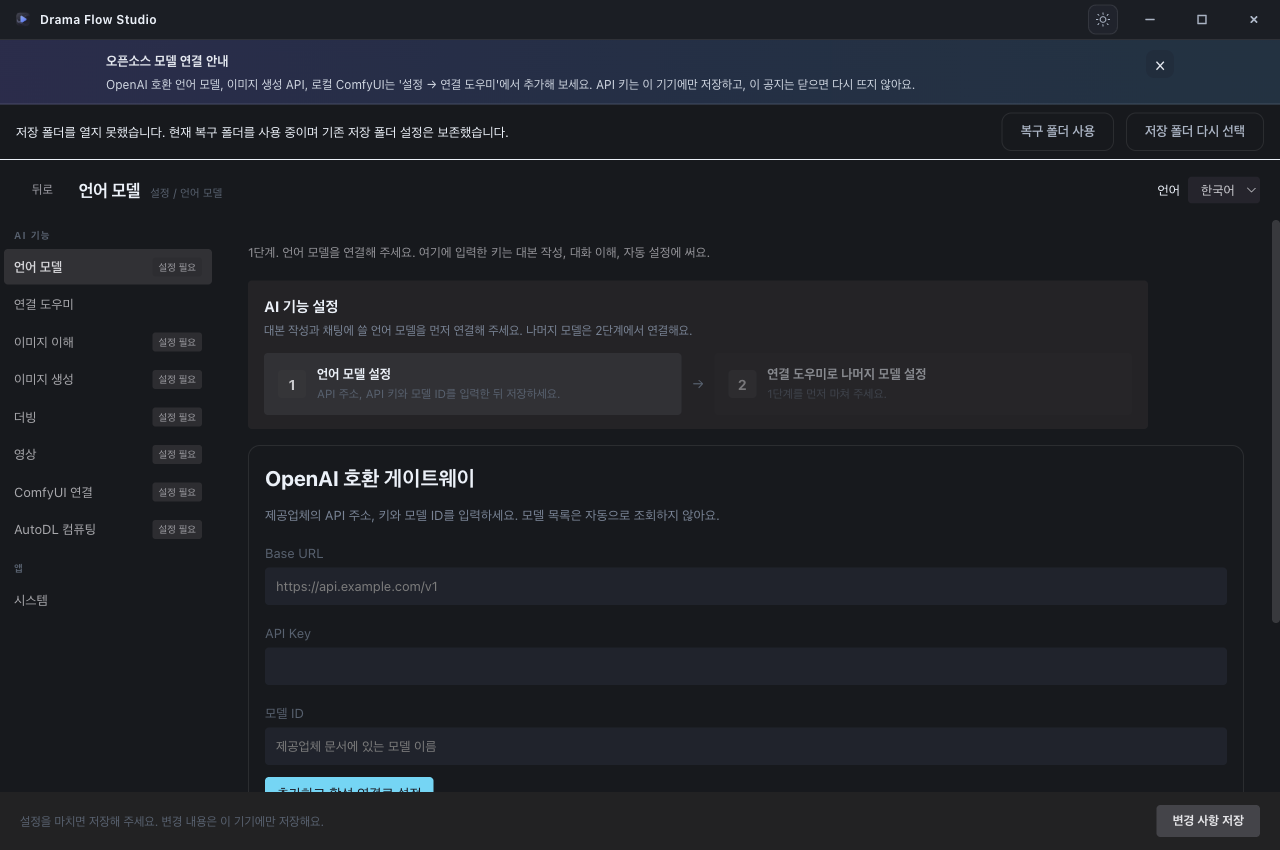 Drama Flow Studio
오픈소스 모델 연결 안내
OpenAI 호환 언어 모델, 이미지 생성 API, 로컬 ComfyUI는 '설정 → 연결 도우미'에서 추가해 보세요. API 키는 이 기기에만 저장하고, 이 공지는 닫으면 다시 뜨지 않아요.
저장 폴더를 열지 못했습니다. 현재 복구 폴더를 사용 중이며 기존 저장 폴더 설정은 보존했습니다.
복구 폴더 사용
저장 폴더 다시 선택
뒤로
언어 모델
설정 / 언어 모델
언어
한국어
AI 기능
언어 모델
설정 필요
연결 도우미
이미지 이해
설정 필요
이미지 생성
설정 필요
더빙
설정 필요
영상
설정 필요
ComfyUI 연결
설정 필요
AutoDL 컴퓨팅
설정 필요
앱
시스템
1단계. 언어 모델을 연결해 주세요. 여기에 입력한 키는 대본 작성, 대화 이해, 자동 설정에 써요.
AI 기능 설정
대본 작성과 채팅에 쓸 언어 모델을 먼저 연결해 주세요. 나머지 모델은 2단계에서 연결해요.
1
언어 모델 설정
API 주소, API 키와 모델 ID를 입력한 뒤 저장하세요.
→
2
연결 도우미로 나머지 모델 설정
1단계를 먼저 마쳐 주세요.
OpenAI 호환 게이트웨이
제공업체의 API 주소, 키와 모델 ID를 입력하세요. 모델 목록은 자동으로 조회하지 않아요.
Base URL
https://api.example.com/v1
API Key
모델 ID
제공업체 문서에 있는 모델 이름
추가하고 활성 연결로 설정
설정을 마치면 저장해 주세요. 변경 내용은 이 기기에만 저장해요.
변경 사항 저장